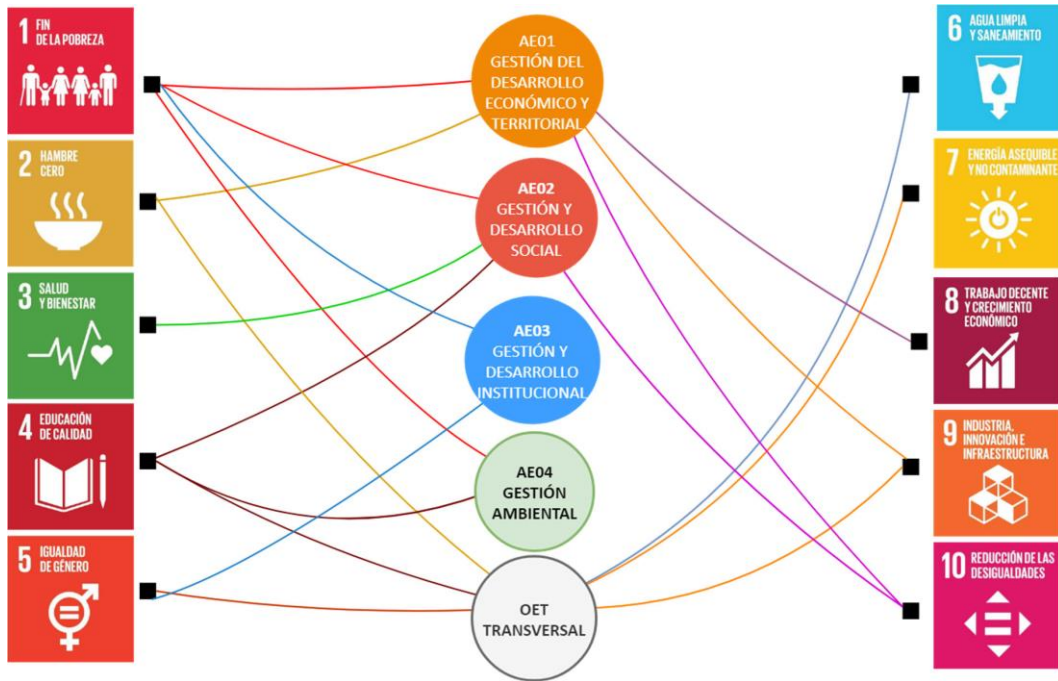 1 FIN
DE LA POBREZA
2 HAMBRE
CERO
3 SALUD
Y BIENESTAR
4 EDUCACIÓN
DE CALIDAD
5 IGUALDAD
DE GÉNERO
AE01
GESTIÓN DEL
DESARROLLO
ECONÓMICO Y
TERRITORIAL
AE02
GESTIÓN Y
DESARROLLO
SOCIAL
AE03
GESTIÓN Y
DESARROLLO
INSTITUCIONAL
AE04
GESTIÓN
AMBIENTAL
OET
TRANSVERSAL
6 AGUA LIMPIA
Y SANEAMIENTO
7 ENERGÍA ASEQUIBLE
Y NO CONTAMINANTE
8 TRABAJO DECENTE
Y CRECIMIENTO
ECONÓMICO
9 INDUSTRIA,
INNOVACIÓN E
INFRAESTRUCTURA
10 REDUCCIÓN DE LAS
DESIGUALDADES